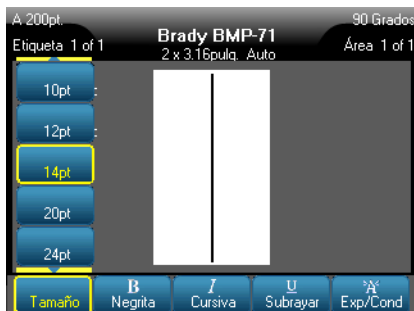 A 200pt.
90 Grados
Brady BMP-71
Etiqueta 1 of 1
Área 1 of 1
2 x 3.16pulg. Auto
10pt
:
12pt
:
14pt
20pt
24pt
Tamaño
B
Negrita
I
Cursiva
U
Subrayar
A
Exp/Cond